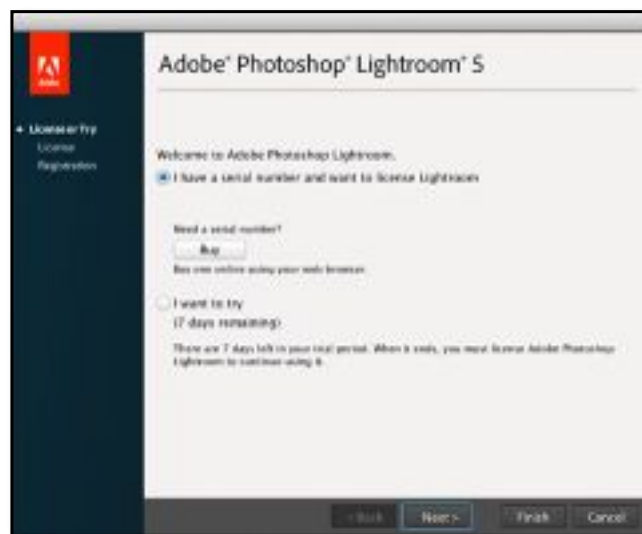 Adobe
Adobe® Photoshop® Lightroom® 5
License or Try
License
Registration
Welcome to Adobe Photoshop Lightroom.
I have a serial number and want to license Lightroom
Need a serial number?
Buy
Buy one online using your web browser.
I want to try
(7 days remaining)
There are 7 days left in your trial period. When it ends, you must license Adobe Photoshop
Lightroom to continue using it.
< Back
Next >
Finish
Cancel